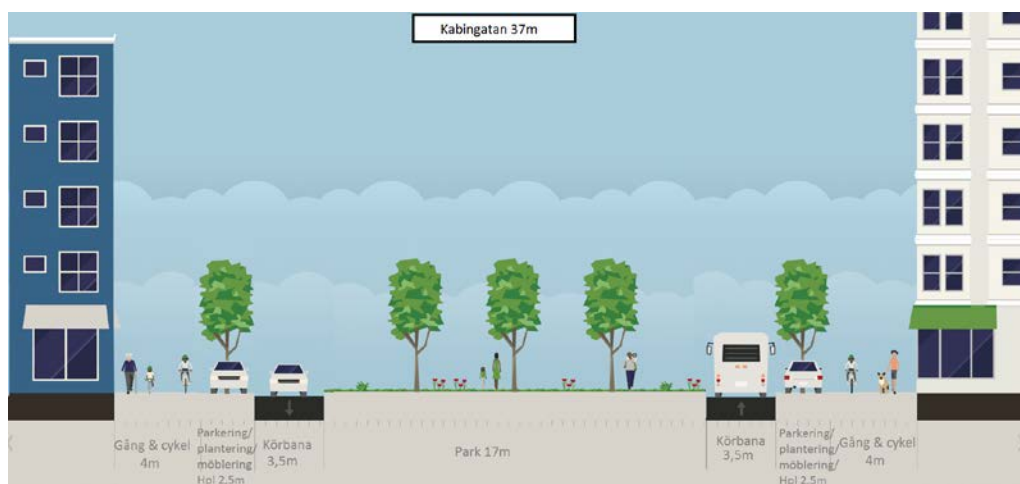 Kabingatan 37m
Gång & cykel
4m
Parkering/
plantering/
möblering/
Hpl 2.5m
Körbana
3,5m
Park 17m
Körbana
3,5m
Parkering/
plantering/
möblering/
Hpl 2.5m
Gång & cykel
4m